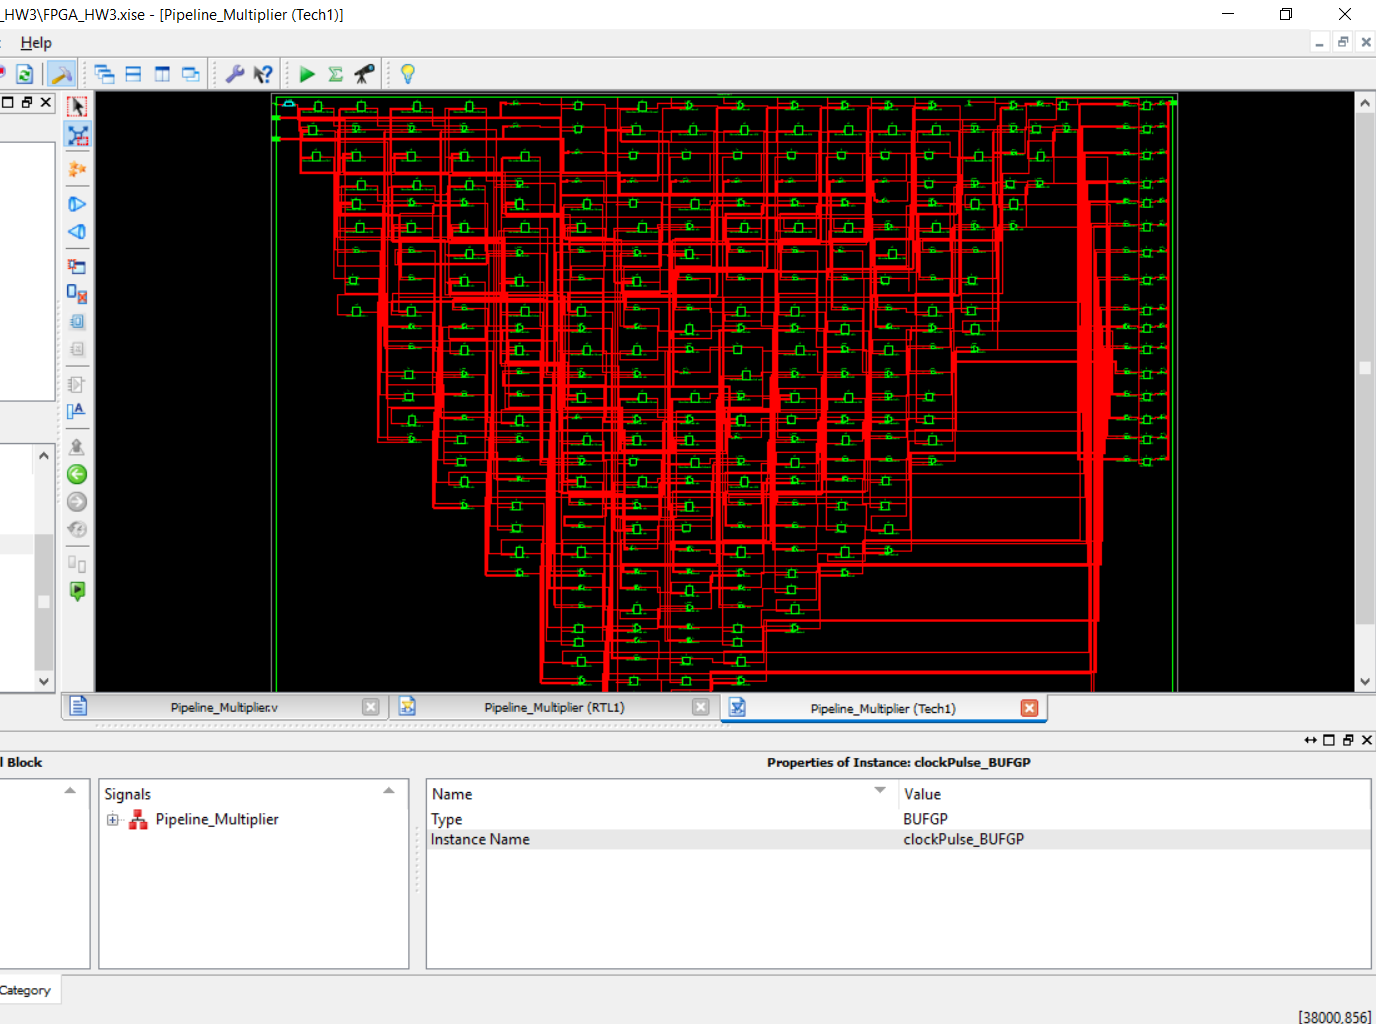 _HW3\FPGA_HW3.xise - [Pipeline_Multiplier (Tech1)]
Help
Pipeline_Multiplier.v
Pipeline_Multiplier (RTL1)
Pipeline_Multiplier (Tech1)
l Block
Properties of Instance: clockPulse_BUFGP
Signals
Pipeline_Multiplier
Name
Value
Type
BUFGP
Instance Name
clockPulse_BUFGP
Category
[38000,856]